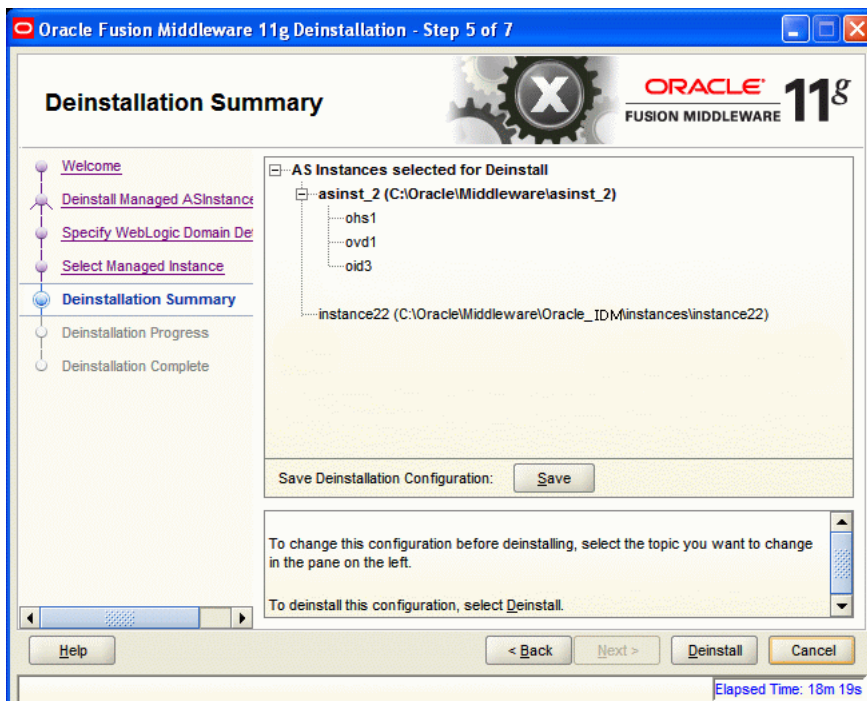 Oracle Fusion Middleware 11g Deinstallation - Step 5 of 7
Deinstallation Summary
ORACLE
FUSION MIDDLEWARE
11g
Welcome
Deinstall Managed ASInstance
Specify WebLogic Domain Det
Select Managed Instance
Deinstallation Summary
Deinstallation Progress
Deinstallation Complete
AS Instances selected for Deinstall
asinst_2 (C:\Oracle\Middleware\asinst_2)
ohs1
ovd1
oid3
instance22 (C:\Oracle\Middleware\Oracle_IDM\instances\instance22)
Save Deinstallation Configuration:
Save
To change this configuration before deinstalling, select the topic you want to change
in the pane on the left.
To deinstall this configuration, select Deinstall.
Help
< Back
Next >
Deinstall
Cancel
Elapsed Time: 18m 19s